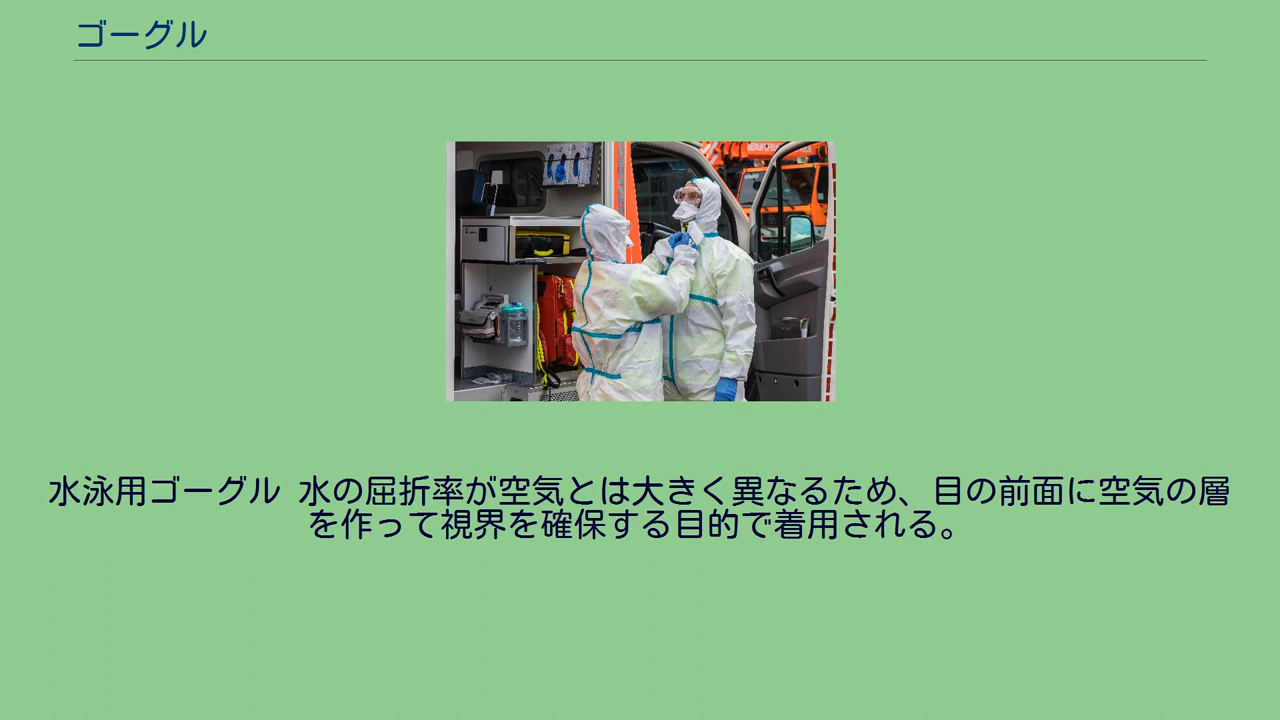 ゴーグル
水泳用ゴーグル 水の屈折率が空気とは大きく異なるため、目の前面に空気の層
を作って視界を確保する目的で着用される。